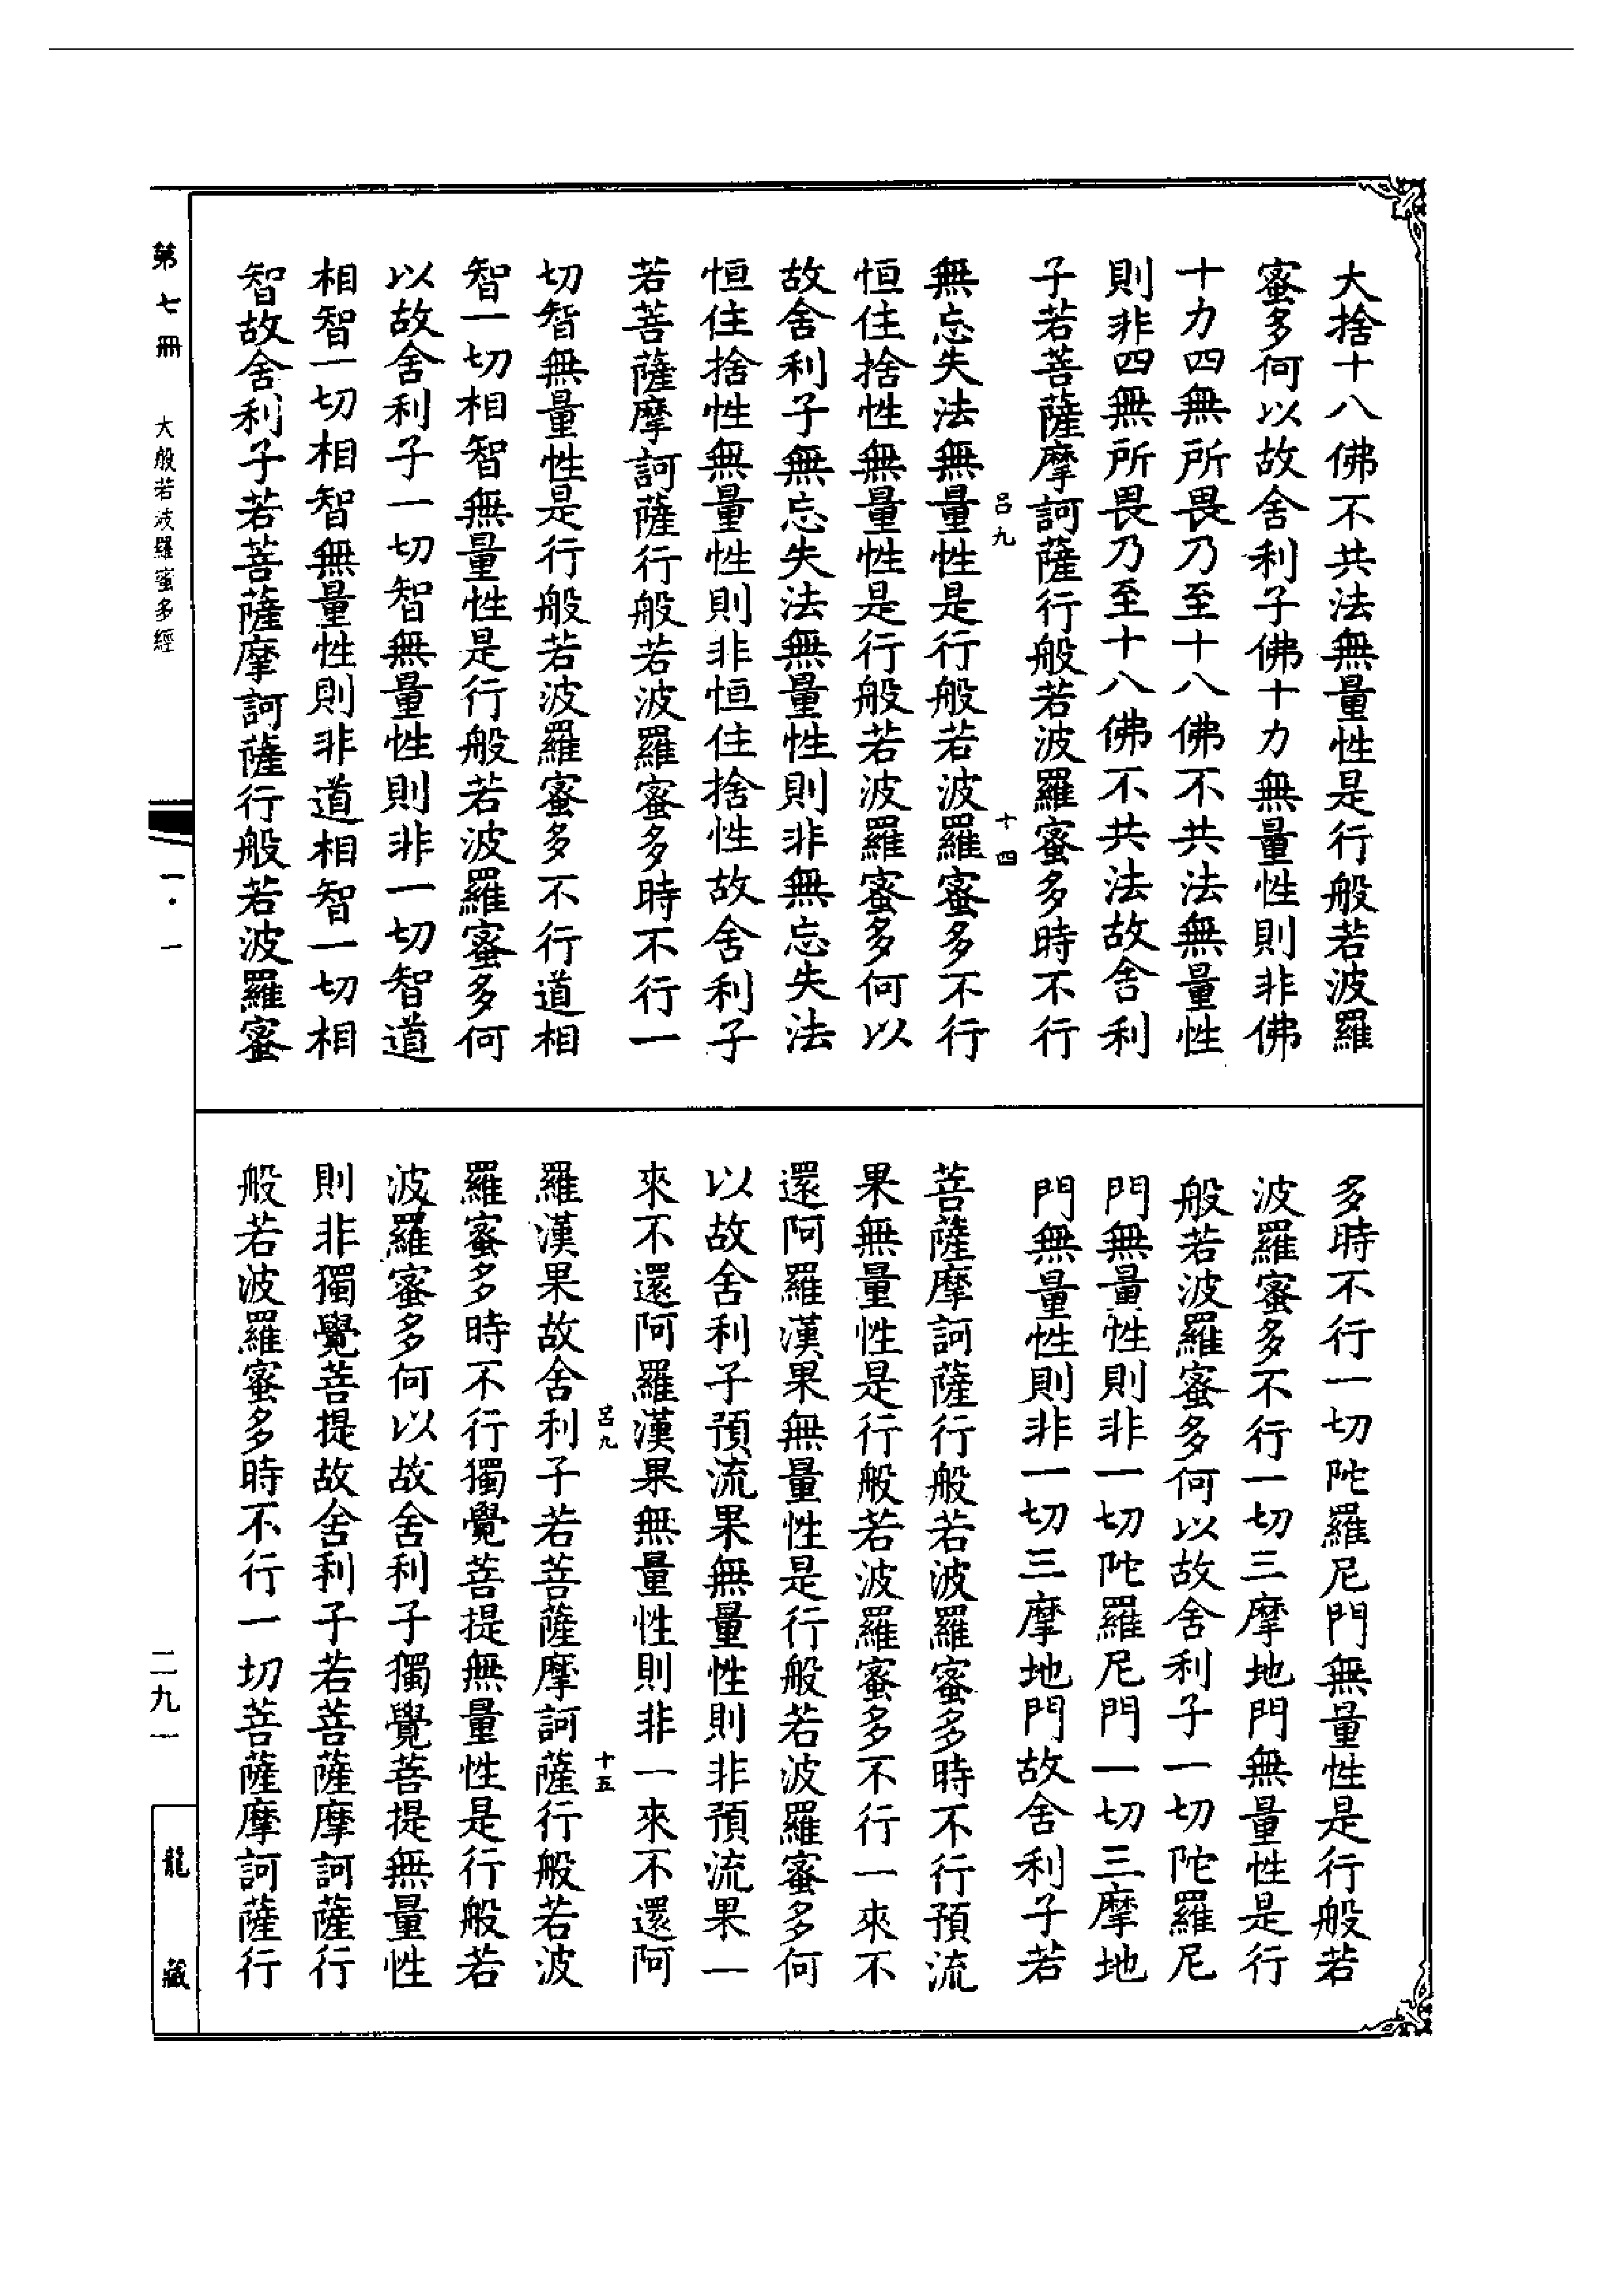 大捨十八佛不共法無量性是行般若波羅
蜜多何以故舍利子佛十力無量性則非佛
十力四無所畏乃至十八佛不共法無量性
則非四無所畏乃至十八佛不共法故舍利
子若菩薩摩訶薩行般若波羅蜜多時不行
呂九
十四
無忘失法無量性是行般若波羅蜜多不行
恒住捨性無量性是行般若波羅蜜多何以
故舍利子無忘失法無量性則非無忘失法
恒住捨性無量性則非恒住捨性故舍利子
若菩薩摩訶薩行般若波羅蜜多時不行一
切智無量性是行般若波羅蜜多不行道相
智一切相智無量性是行般若波羅蜜多何
以故舍利子一切智無量性則非一切智道
相智一切相智無量性則非道相智一切相
智故舍利子若菩薩摩訶薩行般若波羅蜜
多時不行一切陀羅尼門無量性是行般若
波羅蜜多不行一切三摩地門無量性是行
般若波羅蜜多何以故舍利子一切陀羅尼
門無量性則非一切陀羅尼門一切三摩地
門無量性則非一切三摩地門故舍利子若
菩薩摩訶薩行般若波羅蜜多時不行預流
果無量性是行般若波羅蜜多不行一來不
還阿羅漢果無量性是行般若波羅蜜多何
以故舍利子預流果無量性則非預流果一
來不還阿羅漢果無量性則非一來不還阿
呂九
十五
羅漢果故舍利子若菩薩摩訶薩行般若波
羅蜜多時不行獨覺菩提無量性是行般若
波羅蜜多何以故舍利子獨覺菩提無量性
則非獨覺菩提故舍利子若菩薩摩訶薩行
般若波羅蜜多時不行一切菩薩摩訶薩行
第七冊
大般若波羅蜜多經
一·一
二九一
龍藏